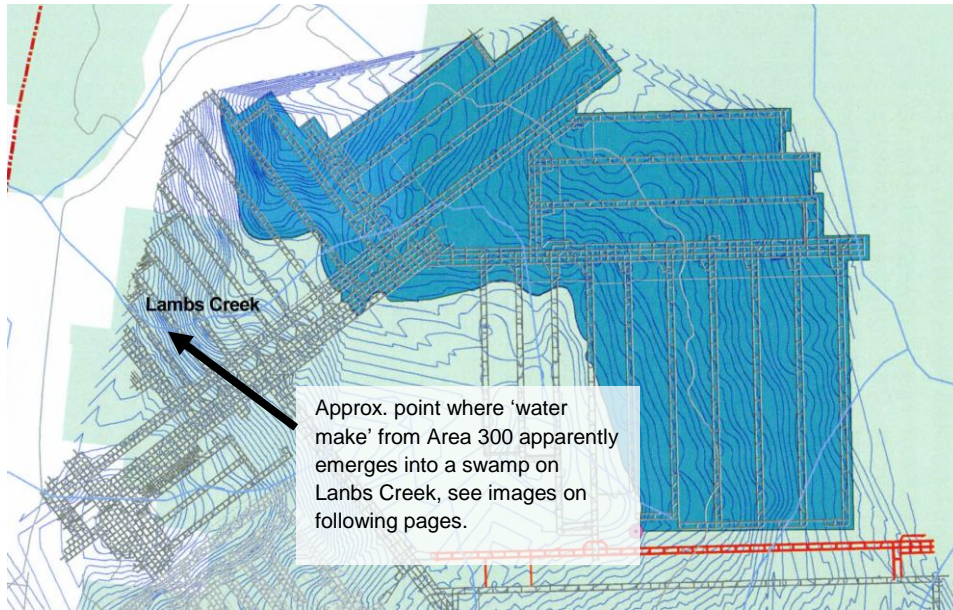 Lambs Creek
Approx. point where ‘water
make’ from Area 300 apparently
emerges into a swamp on
Lanbs Creek, see images on
following pages.